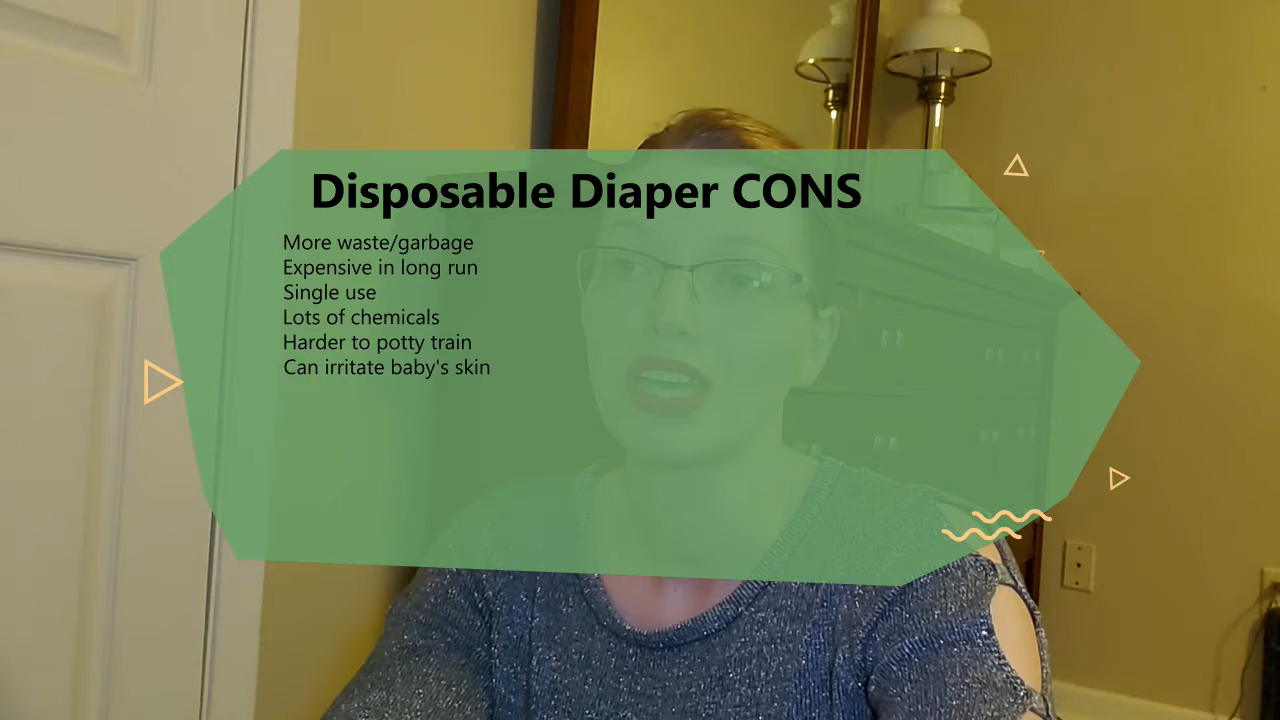 Disposable Diaper CONS
More waste/garbage
Expensive in long run
Single use
Lots of chemicals
Harder to potty train
Can irritate baby's skin